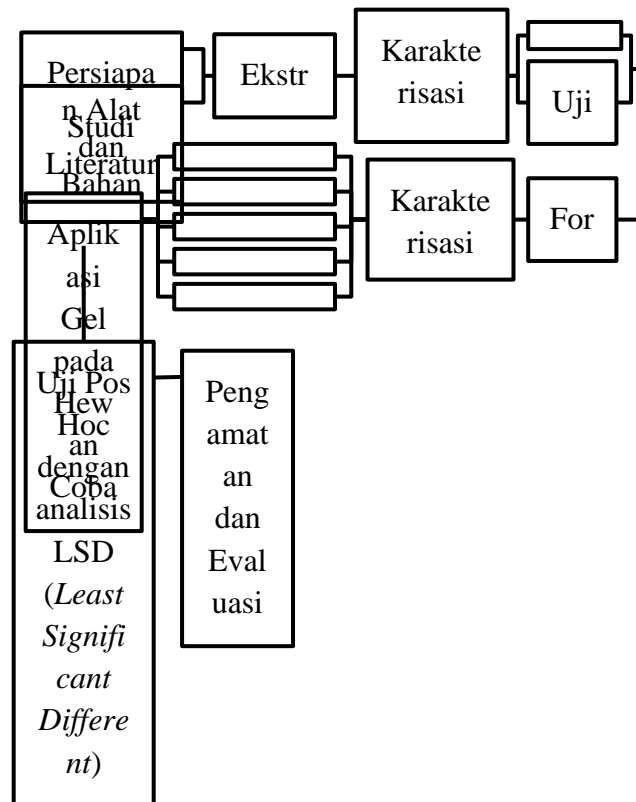 Persiapa
n Alat
dan
Bahan
Studi
Literatur
Ekstr
Karakte
risasi
Uji
Karakte
risasi
For
Aplik
asi
Gel
pada
Hew
an
Coba
Uji Pos
Hoc
dengan
analisis
LSD
(Least
Signifi
cant
Differe
nt)
Peng
amat
an
dan
Eval
uasi